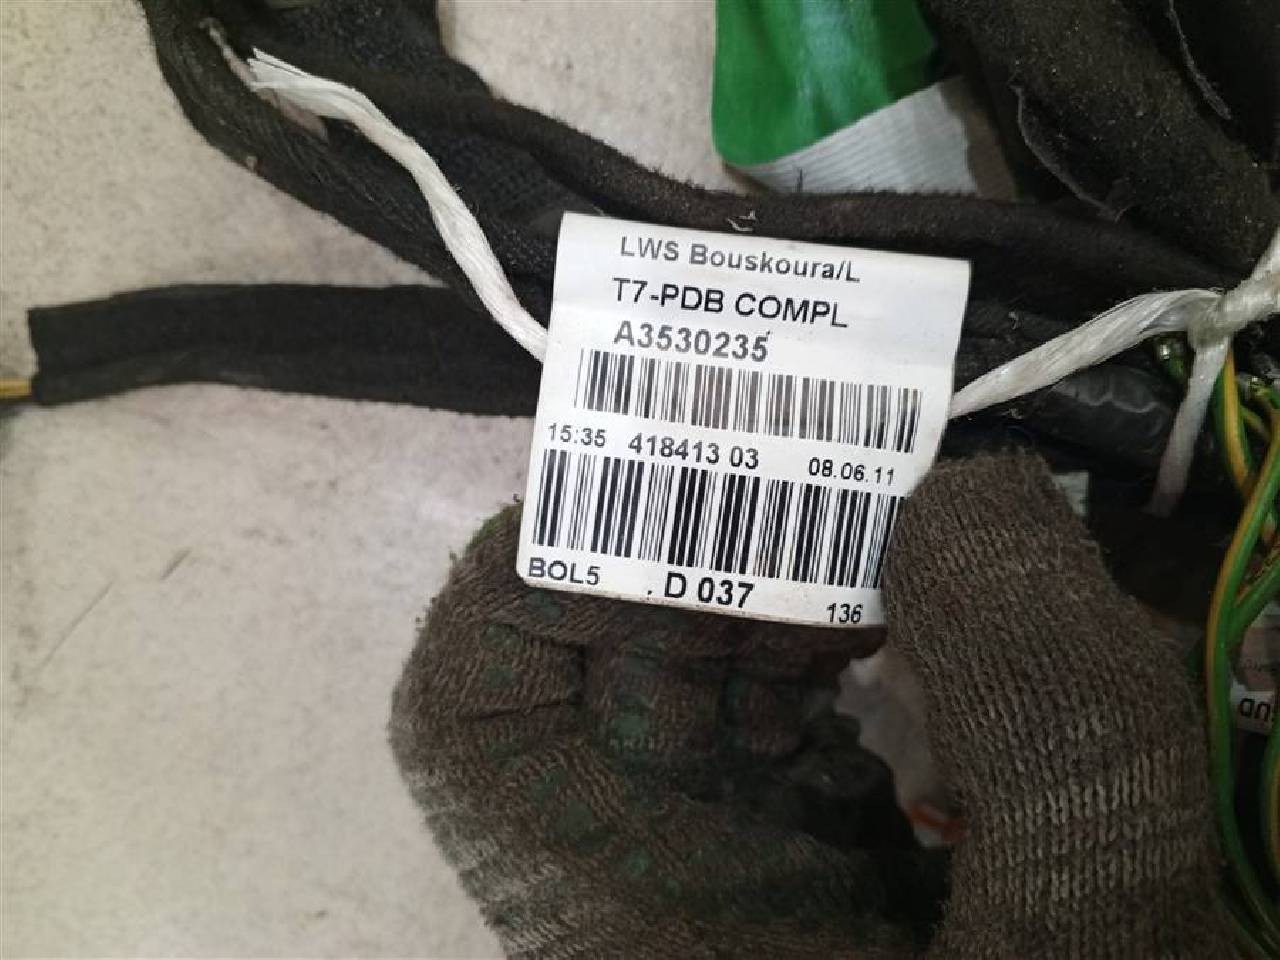 LWS Bouskoura/L
T7-PDB COMPL
A3530235
15:35 418413 03 08.06.11
BOL5 . D 037 136